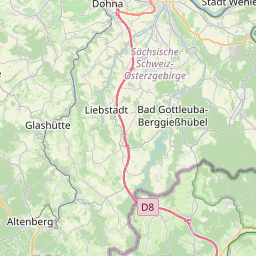 Dohna
Stadt Wehle
Sächsische
Schweiz-
Osterzgebirge
Liebstadt
Bad Gottleuba-
Berggießhübel
Glashütte
D8
Altenberg